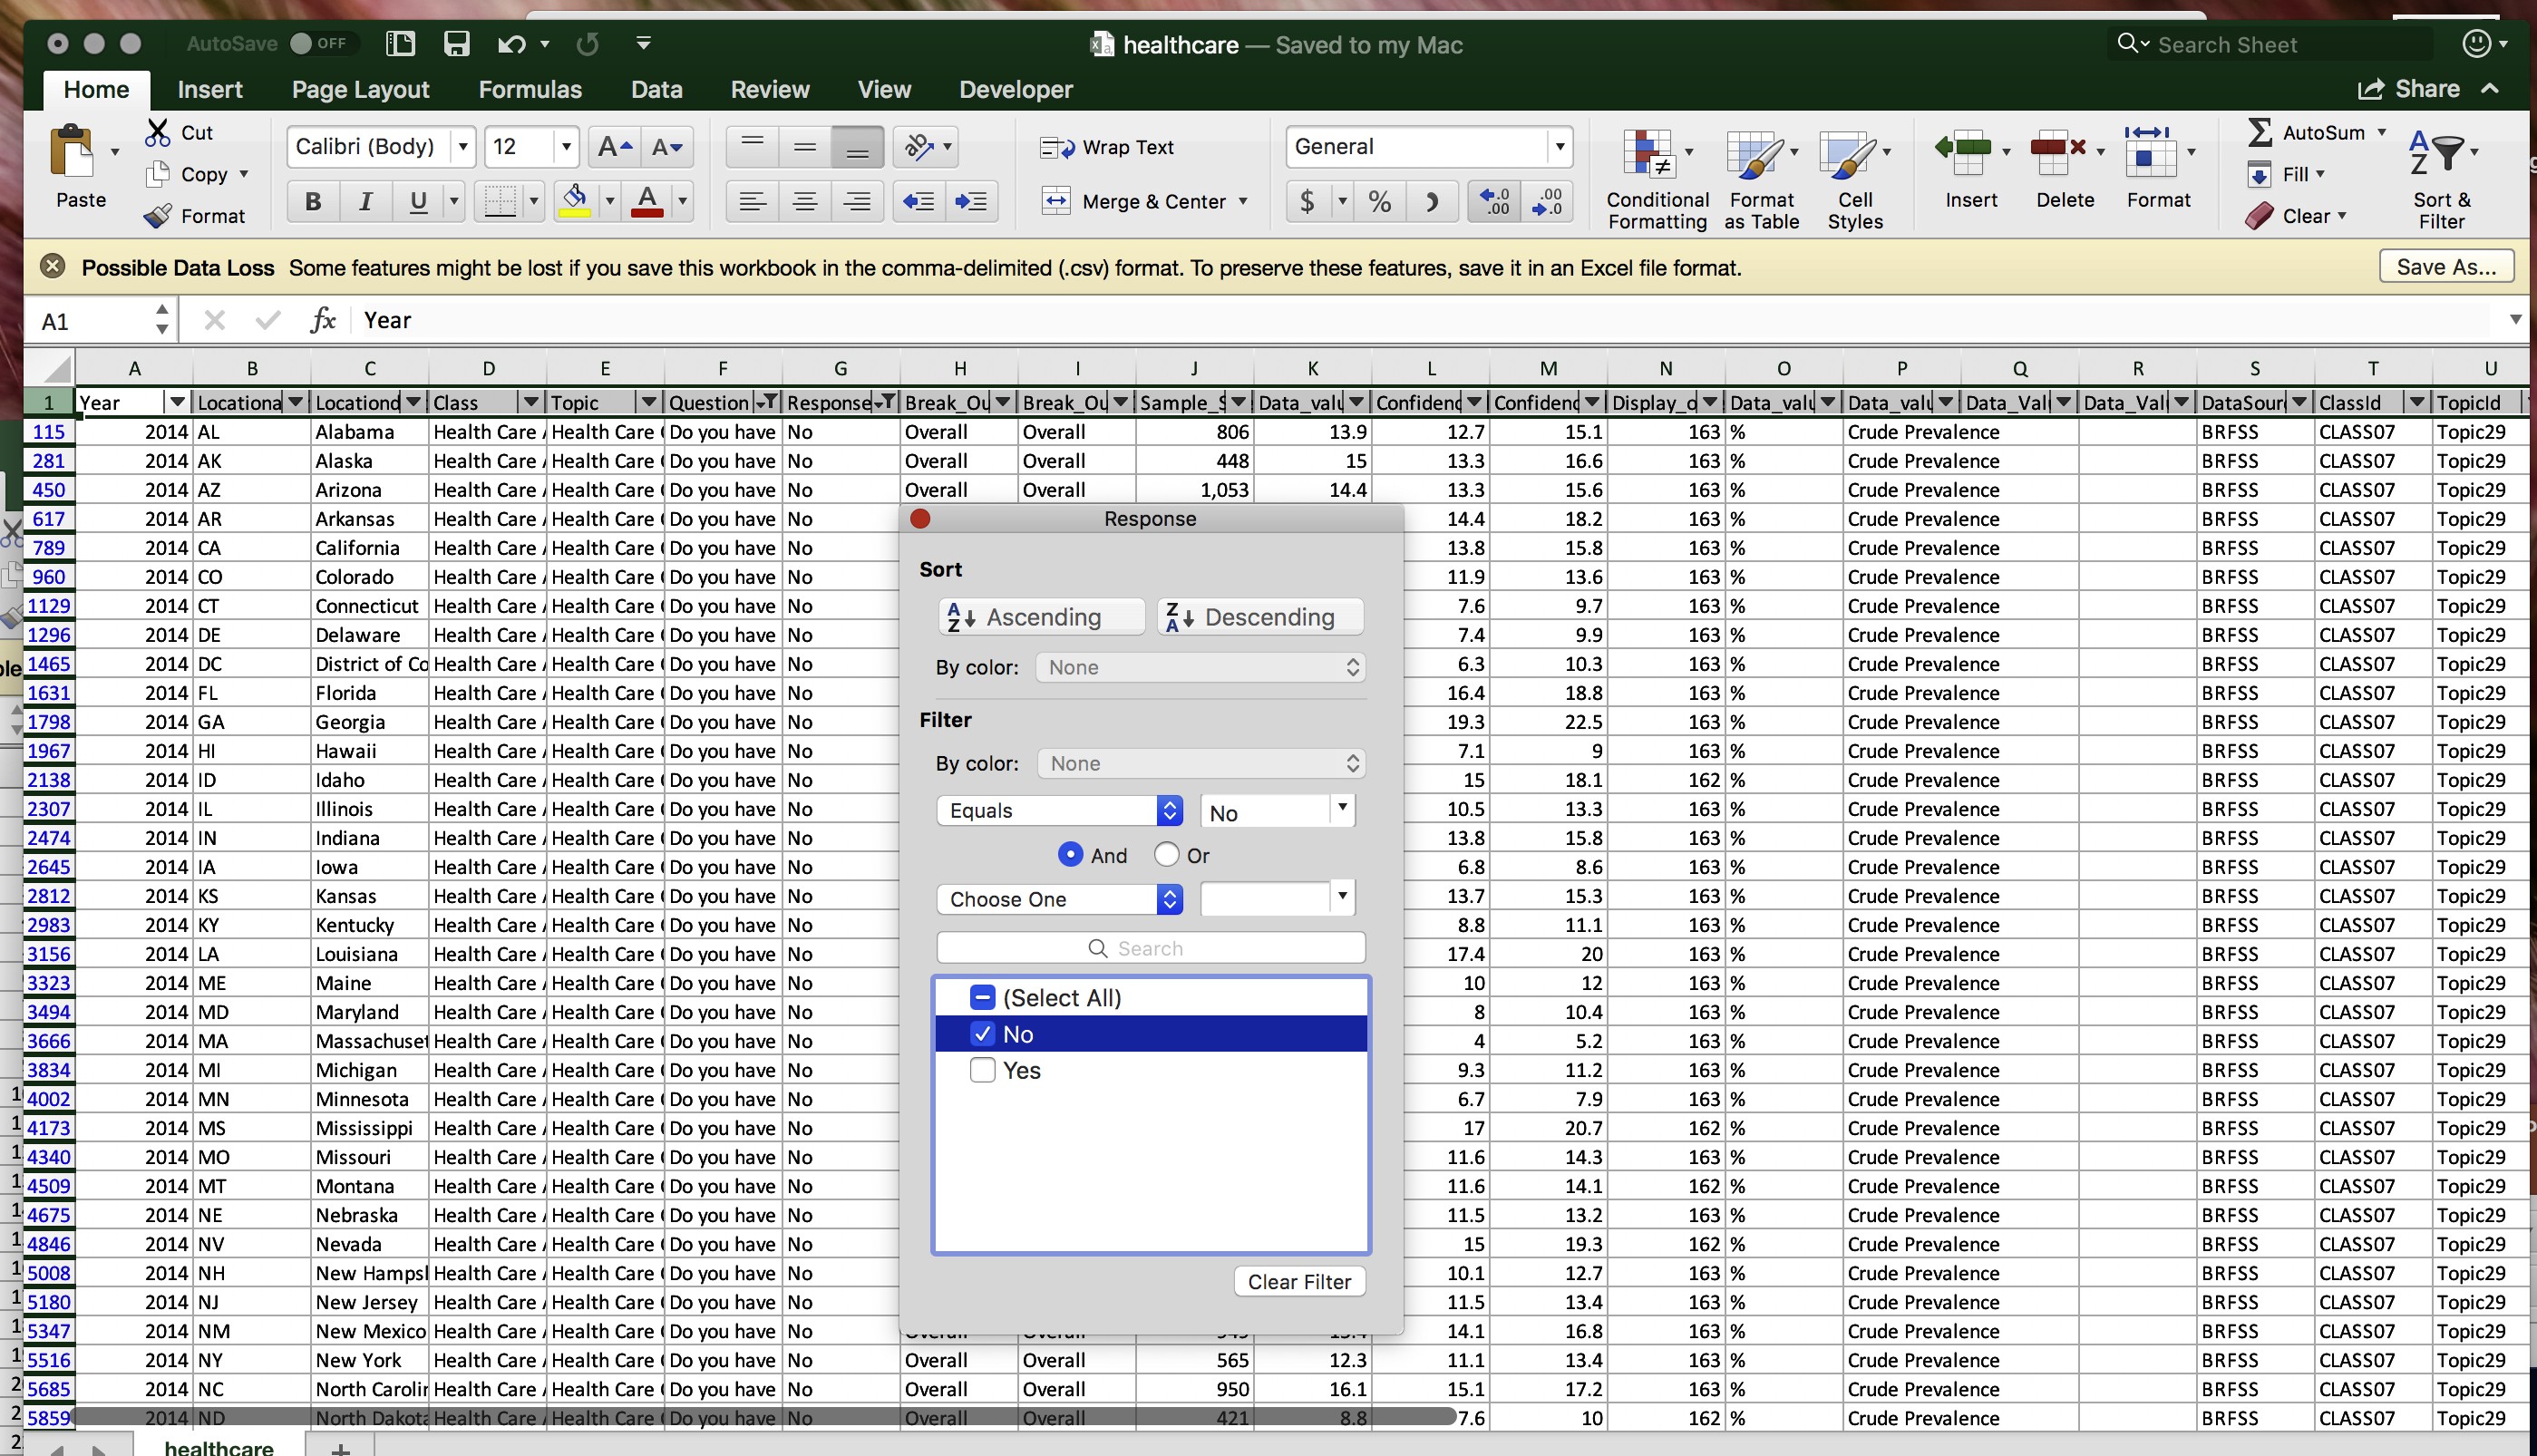 AutoSave OFF healthcare — Saved to my Mac Search Sheet
Home Insert Page Layout Formulas Data Review View Developer Share
Paste Cut Copy Format Calibri (Body) 12 Wrap Text Merge & Center General Conditional Formatting Format as Table Cell Styles Insert Delete Format AutoSum Fill Clear Sort & Filter
Possible Data Loss Some features might be lost if you save this workbook in the comma-delimited (.csv) format. To preserve these features, save it in an Excel file format. Save As...
A1 fx Year
A B C D E F G H I J K L M N O P Q R S T U
1 Year Locationa Locationd Class Topic Question Response Break_Ou Break_Ou Sample_S Data_valu Confidenc Confidenc Display_o Data_valu Data_valu Data_Val Data_Val DataSour ClassId TopicId
115 2014 AL Alabama Health Care Health Care Do you have No Overall Overall 806 13.9 12.7 15.1 163 % Crude Prevalence BRFSS CLASS07 Topic29
281 2014 AK Alaska Health Care Health Care Do you have No Overall Overall 448 15 13.3 16.6 163 % Crude Prevalence BRFSS CLASS07 Topic29
450 2014 AZ Arizona Health Care Health Care Do you have No Overall Overall 1,053 14.4 13.3 15.6 163 % Crude Prevalence BRFSS CLASS07 Topic29
617 2014 AR Arkansas Health Care Health Care Do you have No 14.4 18.2 163 % Crude Prevalence BRFSS CLASS07 Topic29
789 2014 CA California Health Care Health Care Do you have No 13.8 15.8 163 % Crude Prevalence BRFSS CLASS07 Topic29
960 2014 CO Colorado Health Care Health Care Do you have No 11.9 13.6 163 % Crude Prevalence BRFSS CLASS07 Topic29
1129 2014 CT Connecticut Health Care Health Care Do you have No 7.6 9.7 163 % Crude Prevalence BRFSS CLASS07 Topic29
1296 2014 DE Delaware Health Care Health Care Do you have No 7.4 9.9 163 % Crude Prevalence BRFSS CLASS07 Topic29
1465 2014 DC District of Co Health Care Health Care Do you have No 6.3 10.3 163 % Crude Prevalence BRFSS CLASS07 Topic29
1631 2014 FL Florida Health Care Health Care Do you have No 16.4 18.8 163 % Crude Prevalence BRFSS CLASS07 Topic29
1798 2014 GA Georgia Health Care Health Care Do you have No 19.3 22.5 163 % Crude Prevalence BRFSS CLASS07 Topic29
1967 2014 HI Hawaii Health Care Health Care Do you have No 7.1 9 163 % Crude Prevalence BRFSS CLASS07 Topic29
2138 2014 ID Idaho Health Care Health Care Do you have No 15 18.1 162 % Crude Prevalence BRFSS CLASS07 Topic29
2307 2014 IL Illinois Health Care Health Care Do you have No 10.5 13.3 163 % Crude Prevalence BRFSS CLASS07 Topic29
2474 2014 IN Indiana Health Care Health Care Do you have No 13.8 15.8 163 % Crude Prevalence BRFSS CLASS07 Topic29
2645 2014 IA Iowa Health Care Health Care Do you have No 6.8 8.6 163 % Crude Prevalence BRFSS CLASS07 Topic29
2812 2014 KS Kansas Health Care Health Care Do you have No 13.7 15.3 163 % Crude Prevalence BRFSS CLASS07 Topic29
2983 2014 KY Kentucky Health Care Health Care Do you have No 8.8 11.1 163 % Crude Prevalence BRFSS CLASS07 Topic29
3156 2014 LA Louisiana Health Care Health Care Do you have No 17.4 20 163 % Crude Prevalence BRFSS CLASS07 Topic29
3323 2014 ME Maine Health Care Health Care Do you have No 10 12 163 % Crude Prevalence BRFSS CLASS07 Topic29
3494 2014 MD Maryland Health Care Health Care Do you have No 8 10.4 163 % Crude Prevalence BRFSS CLASS07 Topic29
3666 2014 MA Massachuset Health Care Health Care Do you have No 4 5.2 163 % Crude Prevalence BRFSS CLASS07 Topic29
3834 2014 MI Michigan Health Care Health Care Do you have No 9.3 11.2 163 % Crude Prevalence BRFSS CLASS07 Topic29
4002 2014 MN Minnesota Health Care Health Care Do you have No 6.7 7.9 163 % Crude Prevalence BRFSS CLASS07 Topic29
4173 2014 MS Mississippi Health Care Health Care Do you have No 17 20.7 162 % Crude Prevalence BRFSS CLASS07 Topic29
4340 2014 MO Missouri Health Care Health Care Do you have No 11.6 14.3 163 % Crude Prevalence BRFSS CLASS07 Topic29
4509 2014 MT Montana Health Care Health Care Do you have No 11.6 14.1 162 % Crude Prevalence BRFSS CLASS07 Topic29
4675 2014 NE Nebraska Health Care Health Care Do you have No 11.5 13.2 163 % Crude Prevalence BRFSS CLASS07 Topic29
4846 2014 NV Nevada Health Care Health Care Do you have No 15 19.3 162 % Crude Prevalence BRFSS CLASS07 Topic29
5008 2014 NH New Hampsl Health Care Health Care Do you have No 10.1 12.7 163 % Crude Prevalence BRFSS CLASS07 Topic29
5180 2014 NJ New Jersey Health Care Health Care Do you have No 11.5 13.4 163 % Crude Prevalence BRFSS CLASS07 Topic29
5347 2014 NM New Mexico Health Care Health Care Do you have No 14.1 16.8 163 % Crude Prevalence BRFSS CLASS07 Topic29
5516 2014 NY New York Health Care Health Care Do you have No Overall Overall 565 12.3 11.1 13.4 163 % Crude Prevalence BRFSS CLASS07 Topic29
5685 2014 NC North Carolin Health Care Health Care Do you have No Overall Overall 950 16.1 15.1 17.2 163 % Crude Prevalence BRFSS CLASS07 Topic29
5859 2014 ND North Dakota Health Care Health Care Do you have No Overall Overall 421 8.8 7.6 10 162 % Crude Prevalence BRFSS CLASS07 Topic29
healthcare
Response
Sort
Ascending Descending
By color: None
Filter
By color: None
Equals No
And Or
Choose One
Search
(Select All)
No
Yes
Clear Filter